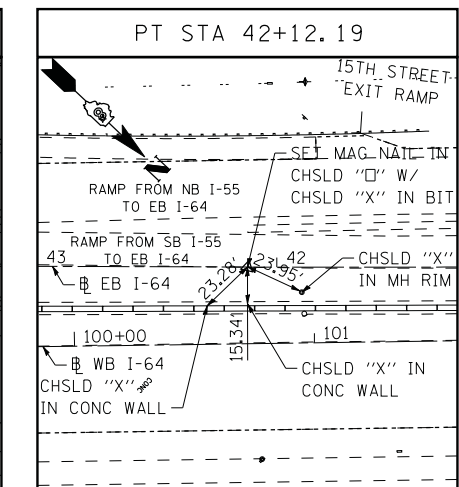 PT STA 42+12.19
15TH STREET
EXIT RAMP
N
SET MAG NAIL IN
CHSLD "□" W/
CHSLD "X" IN BIT
RAMP FROM NB I-55
TO EB I-64
RAMP FROM SB I-55
TO EB I-64
43
42
23.28'
23.95'
CHSLD "X"
IN MH RIM
℄ EB I-64
100+00
101
15.34'
℄ WB I-64
CHSLD "X"
IN CONC WALL
CONC
CHSLD "X" IN
CONC WALL